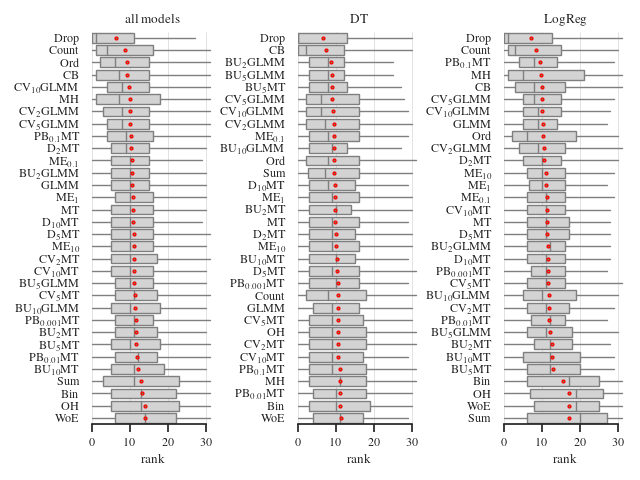 all models
Drop
Count
Ord
CB
CV10GLMM
MH
CV2GLMM
CV5GLMM
PB0.1MT
D2MT
ME0.1
BU2GLMM
GLMM
ME1
MT
D10MT
D5MT
ME10
CV2MT
CV10MT
BU5GLMM
CV5MT
BU10GLMM
PB0.001MT
BU2MT
BU5MT
PB0.01MT
BU10MT
Sum
Bin
OH
WoE
0 10 20 30
rank
DT
Drop
CB
BU2GLMM
BU5GLMM
BU5MT
CV5GLMM
CV10GLMM
CV2GLMM
ME0.1
BU10GLMM
Ord
Sum
D10MT
ME1
BU2MT
MT
D2MT
ME10
BU10MT
D5MT
PB0.001MT
Count
GLMM
CV5MT
OH
CV2MT
CV10MT
PB0.1MT
MH
PB0.01MT
Bin
WoE
0 10 20 30
rank
LogReg
Drop
Count
PB0.1MT
MH
CB
CV5GLMM
CV10GLMM
GLMM
Ord
CV2GLMM
D2MT
ME10
ME1
ME0.1
CV10MT
MT
D5MT
BU2GLMM
D10MT
PB0.001MT
CV5MT
BU10GLMM
CV2MT
PB0.01MT
BU5GLMM
BU2MT
BU10MT
BU5MT
Bin
OH
WoE
Sum
0 10 20 30
rank